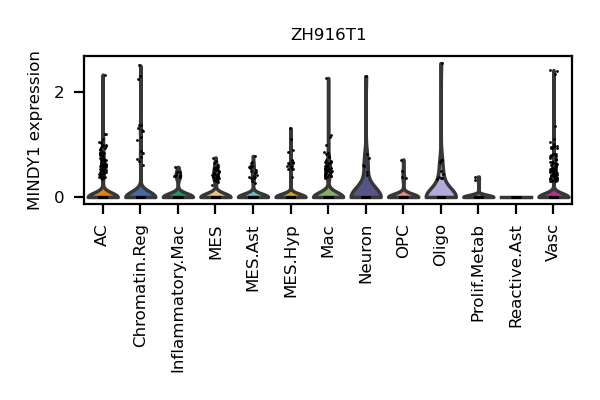 ZH916T1
MINDY1 expression
2
0
AC
Chromatin.Reg
Inflammatory.Mac
MES
MES.Ast
MES.Hyp
Mac
Neuron
OPC
Oligo
Prolif.Metab
Reactive.Ast
Vasc